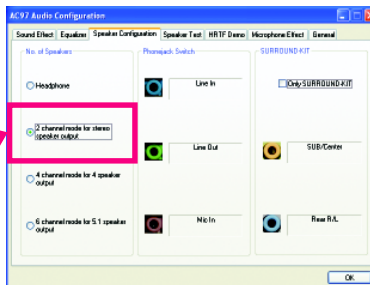 AC97 Audio Configuration
Sound Effect Equalizer Speaker Configuation Speaker Test HRTF Demo Microphone Effect General
No. of Speakers
Phonejack Switch
SURROUND-KIT
Headphone
Line In
Only SURROUND-KIT
2 channel mode for stereo
speaker output
Line Out
SUB/Center
4 channel mode for 4 speaker
output
6 channel mode for 5.1 speaker
output
Mic In
Rear R/L
OK